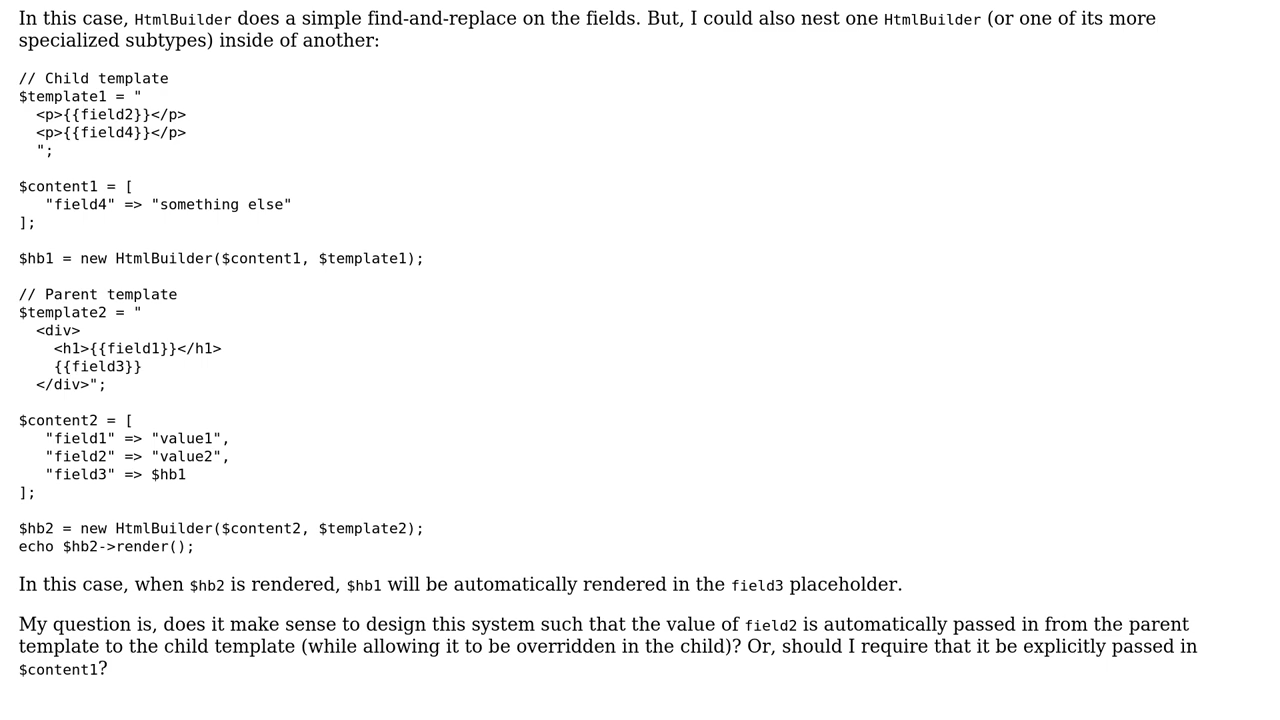 In this case, HtmlBuilder does a simple find-and-replace on the fields. But, I could also nest one HtmlBuilder (or one of its more
specialized subtypes) inside of another:
// Child template
$template1 = "
  <p>{{field2}}</p>
  <p>{{field4}}</p>
  ";
$content1 = [
   "field4" => "something else"
];
$hb1 = new HtmlBuilder($content1, $template1);
// Parent template
$template2 = "
  <div>
    <h1>{{field1}}</h1>
    {{field3}}
  </div>";
$content2 = [
   "field1" => "value1",
   "field2" => "value2",
   "field3" => $hb1
];
$hb2 = new HtmlBuilder($content2, $template2);
echo $hb2->render();
In this case, when $hb2 is rendered, $hb1 will be automatically rendered in the field3 placeholder.
My question is, does it make sense to design this system such that the value of field2 is automatically passed in from the parent
template to the child template (while allowing it to be overridden in the child)? Or, should I require that it be explicitly passed in
$content1?